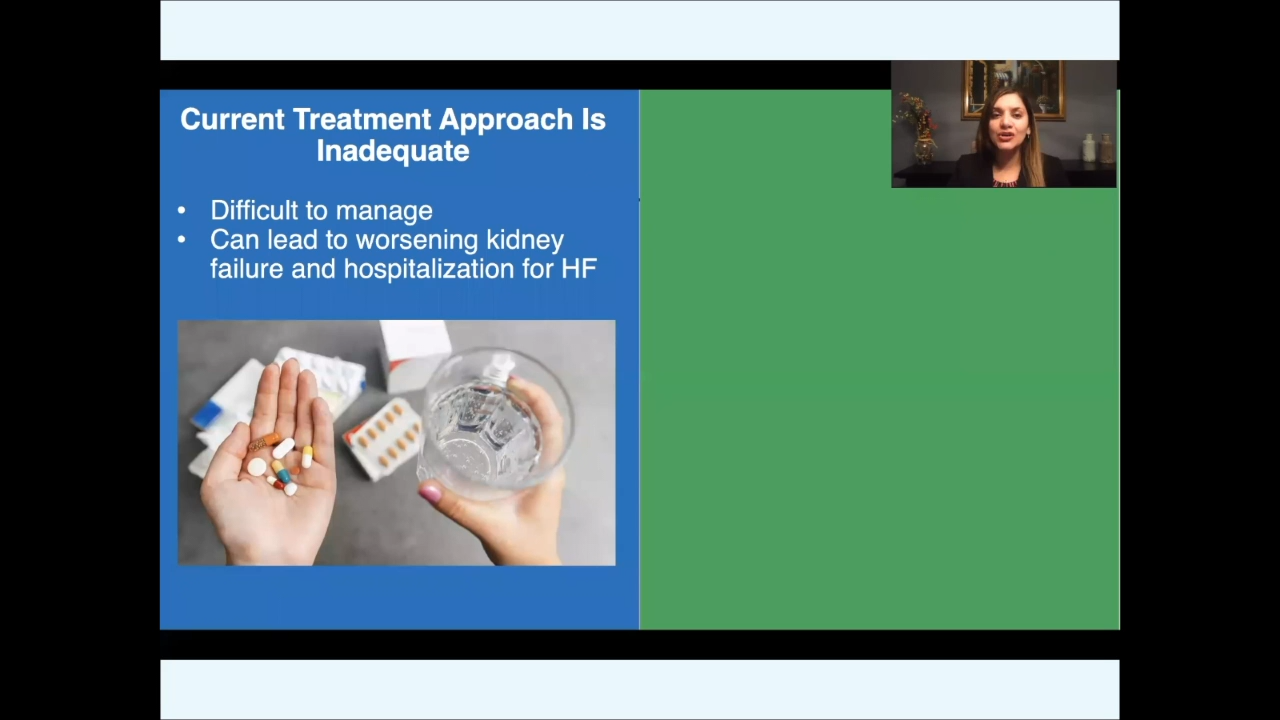 Current Treatment Approach Is
Inadequate
• Difficult to manage
• Can lead to worsening kidney
failure and hospitalization for HF